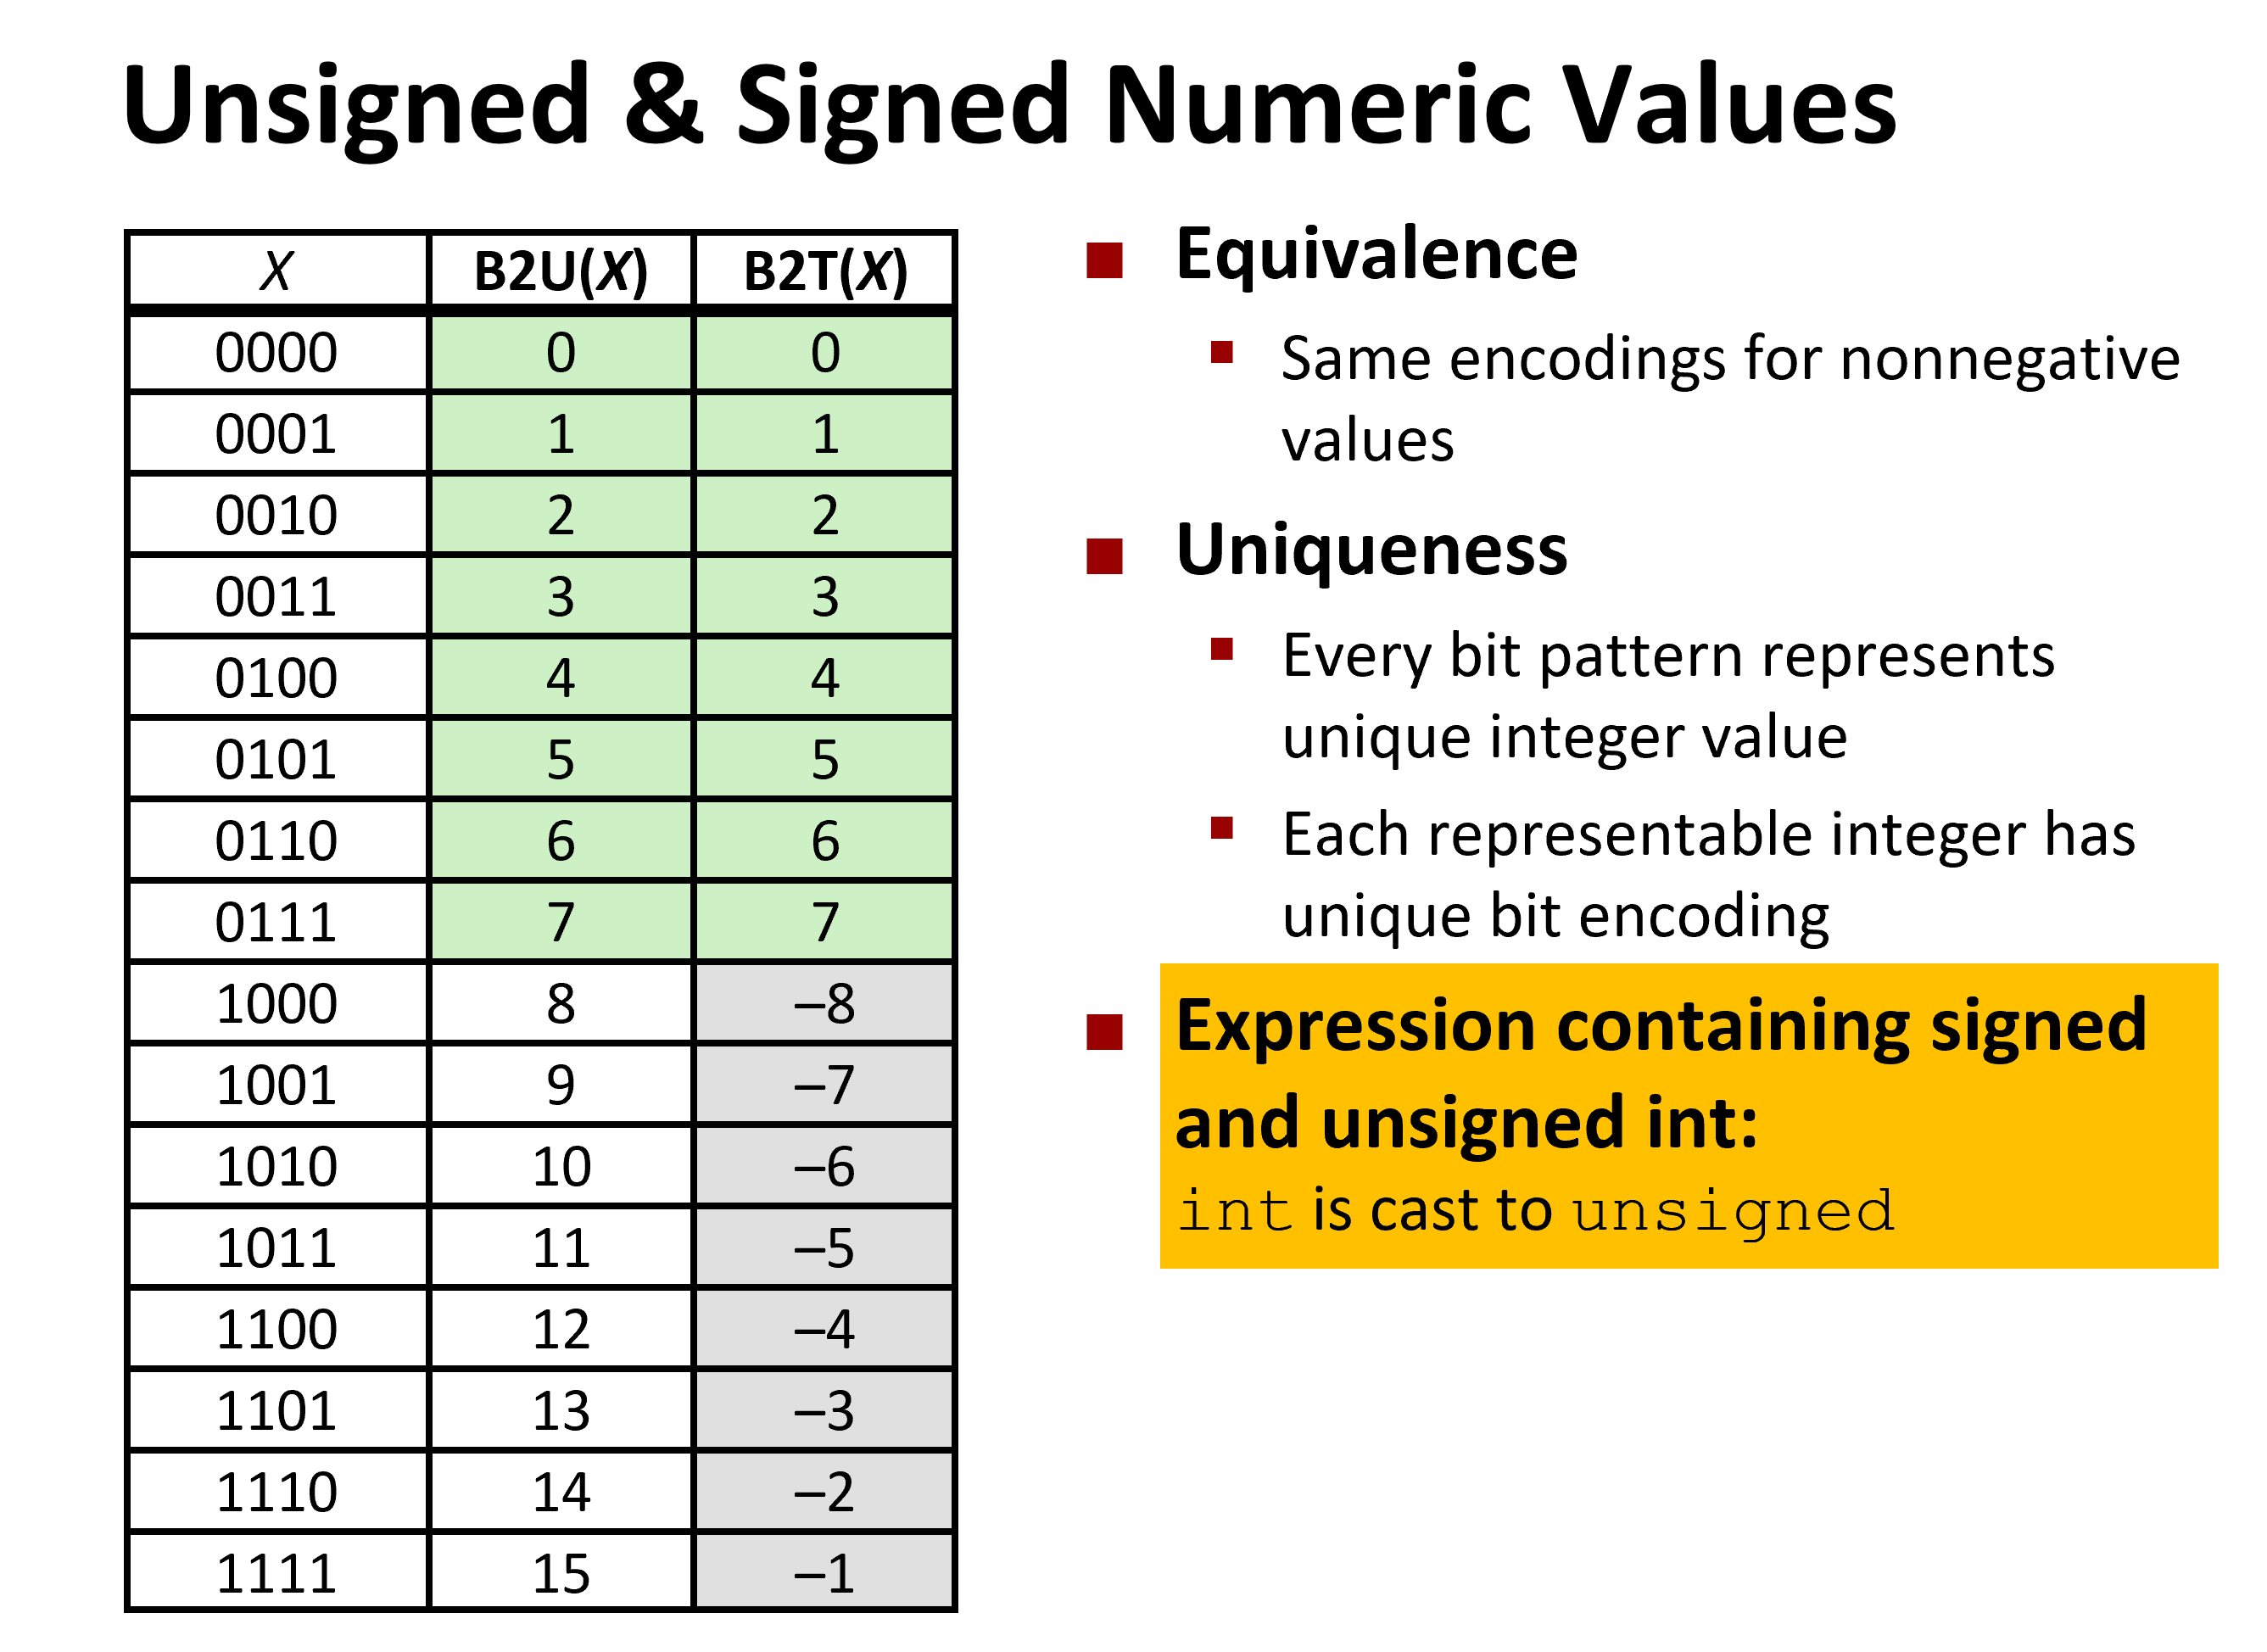 Unsigned & Signed Numeric Values
X B2U(X) B2T(X)
0000 0 0
0001 1 1
0010 2 2
0011 3 3
0100 4 4
0101 5 5
0110 6 6
0111 7 7
1000 8 –8
1001 9 –7
1010 10 –6
1011 11 –5
1100 12 –4
1101 13 –3
1110 14 –2
1111 15 –1
Equivalence
Same encodings for nonnegative
values
Uniqueness
Every bit pattern represents
unique integer value
Each representable integer has
unique bit encoding
Expression containing signed
and unsigned int:
int is cast to unsigned